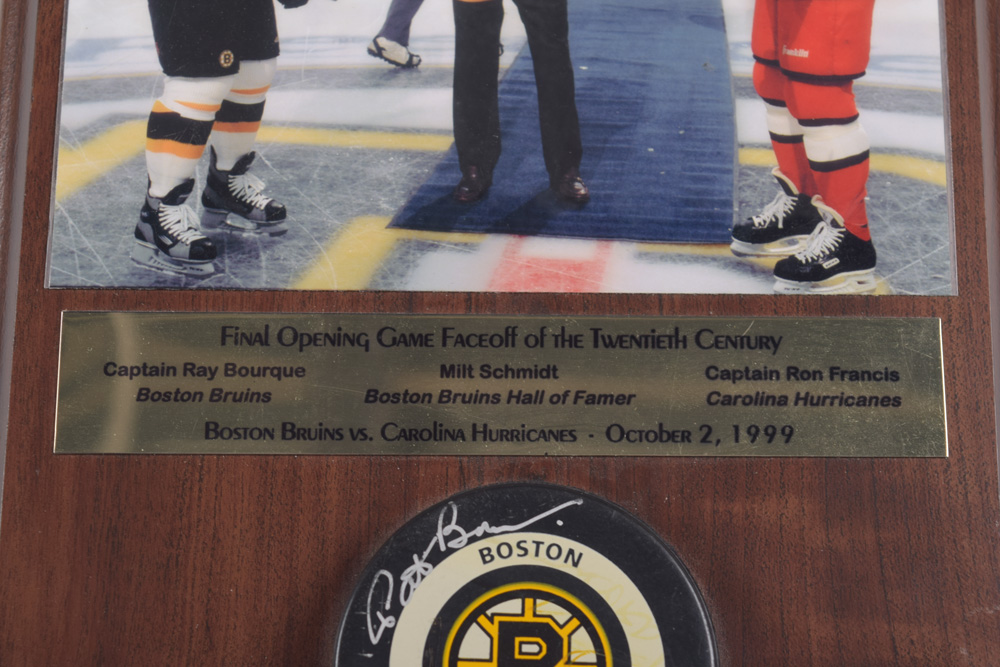 Franklin
B
Final Opening Game Faceoff of the Twentieth Century
Captain Ray Bourque Milt Schmidt Captain Ron Francis
Boston Bruins Boston Bruins Hall of Famer Carolina Hurricanes
Boston Bruins vs. Carolina Hurricanes - October 2, 1999
BOSTON
B